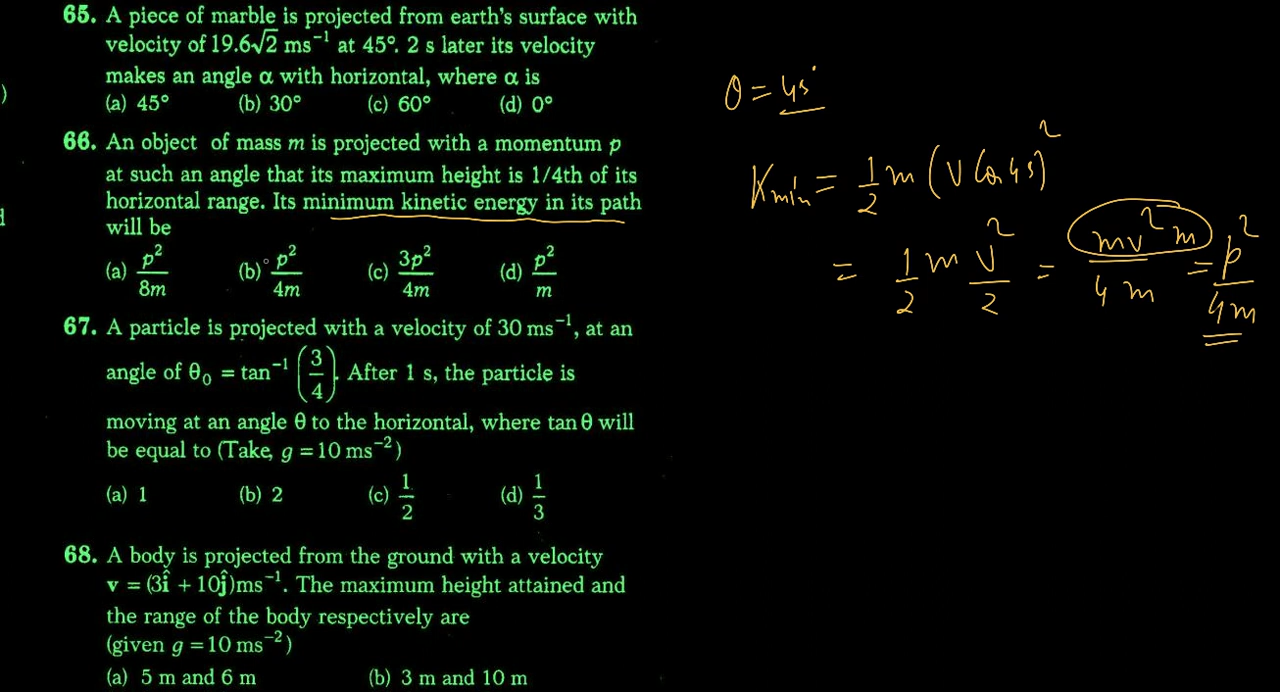 65. A piece of marble is projected from earth's surface with
velocity of 19.6√2 ms⁻¹ at 45°. 2 s later its velocity
makes an angle α with horizontal, where α is
(a) 45° (b) 30° (c) 60° (d) 0°
66. An object of mass m is projected with a momentum p
at such an angle that its maximum height is 1/4th of its
horizontal range. Its minimum kinetic energy in its path
will be
(a) p²/8m (b) p²/4m (c) 3p²/4m (d) p²/m
67. A particle is projected with a velocity of 30 ms⁻¹, at an
angle of θ₀ = tan⁻¹ (3/4). After 1 s, the particle is
moving at an angle θ to the horizontal, where tan θ will
be equal to (Take, g = 10 ms⁻²)
(a) 1 (b) 2 (c) 1/2 (d) 1/3
68. A body is projected from the ground with a velocity
v = (3î + 10ĵ)ms⁻¹. The maximum height attained and
the range of the body respectively are
(given g = 10 ms⁻²)
(a) 5 m and 6 m (b) 3 m and 10 m
θ = 45°
Kmin = 1/2 m (v Cos 45)²
= 1/2 m v²/2 = mv² m/4 m = p²/4m